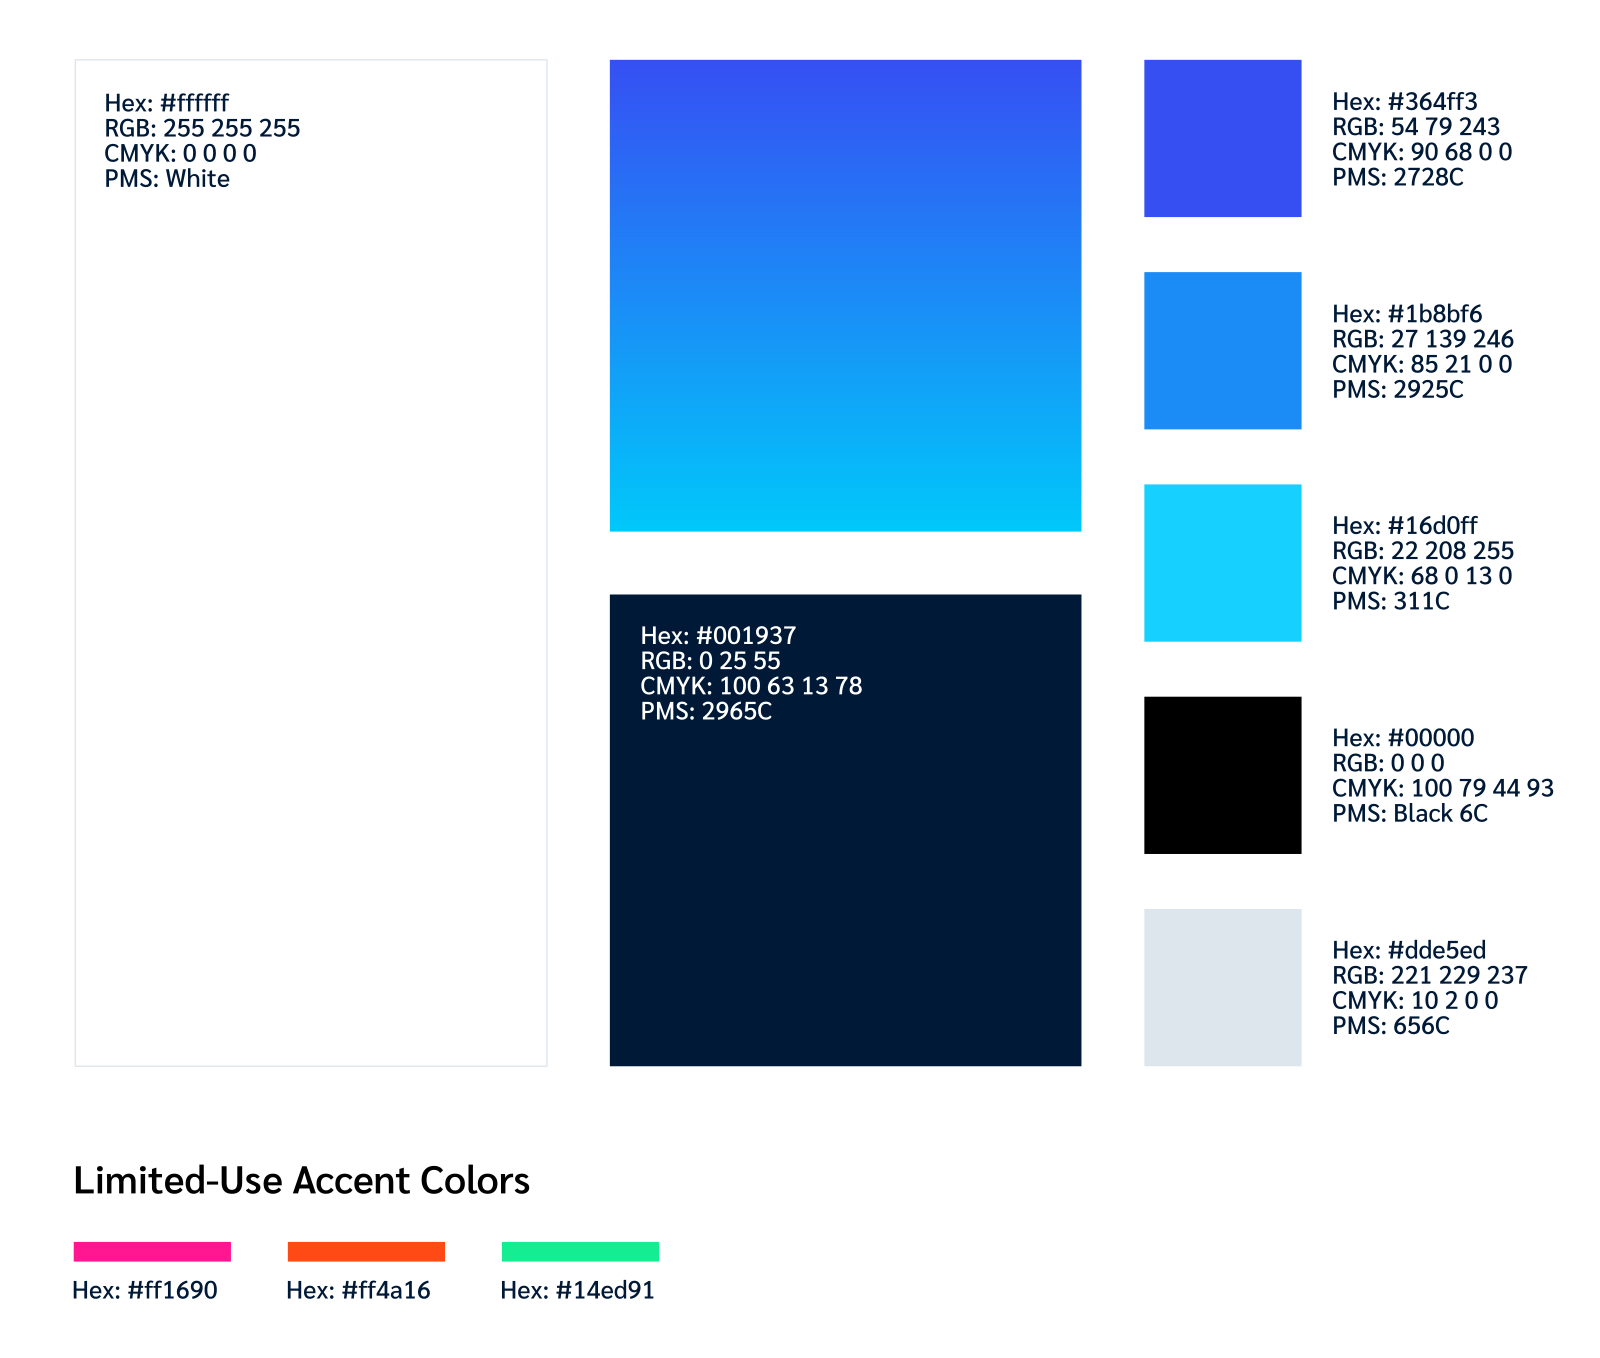 Hex: #ffffff
RGB: 255 255 255
CMYK: 0 0 0 0
PMS: White
Hex: #001937
RGB: 0 25 55
CMYK: 100 63 13 78
PMS: 2965C
Hex: #364ff3
RGB: 54 79 243
CMYK: 90 68 0 0
PMS: 2728C
Hex: #1b8bf6
RGB: 27 139 246
CMYK: 85 21 0 0
PMS: 2925C
Hex: #16d0ff
RGB: 22 208 255
CMYK: 68 0 13 0
PMS: 311C
Hex: #00000
RGB: 0 0 0
CMYK: 100 79 44 93
PMS: Black 6C
Hex: #dde5ed
RGB: 221 229 237
CMYK: 10 2 0 0
PMS: 656C
Limited-Use Accent Colors
Hex: #ff1690
Hex: #ff4a16
Hex: #14ed91